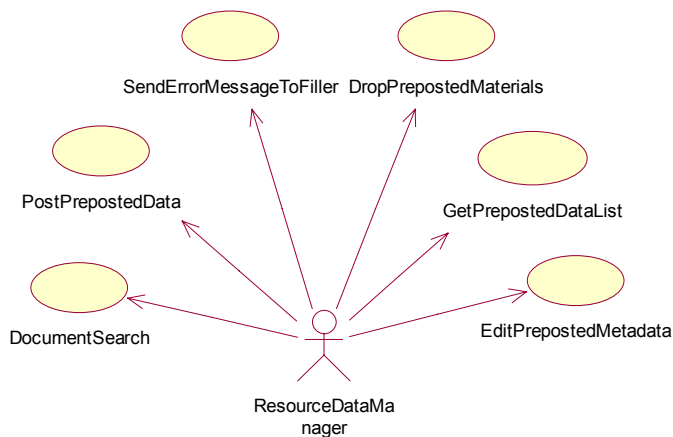 SendErrorMessageToFiller
DropPrepostedMaterials
PostPrepostedData
GetPrepostedDataList
DocumentSearch
EditPrepostedMetadata
ResourceDataMa
nager